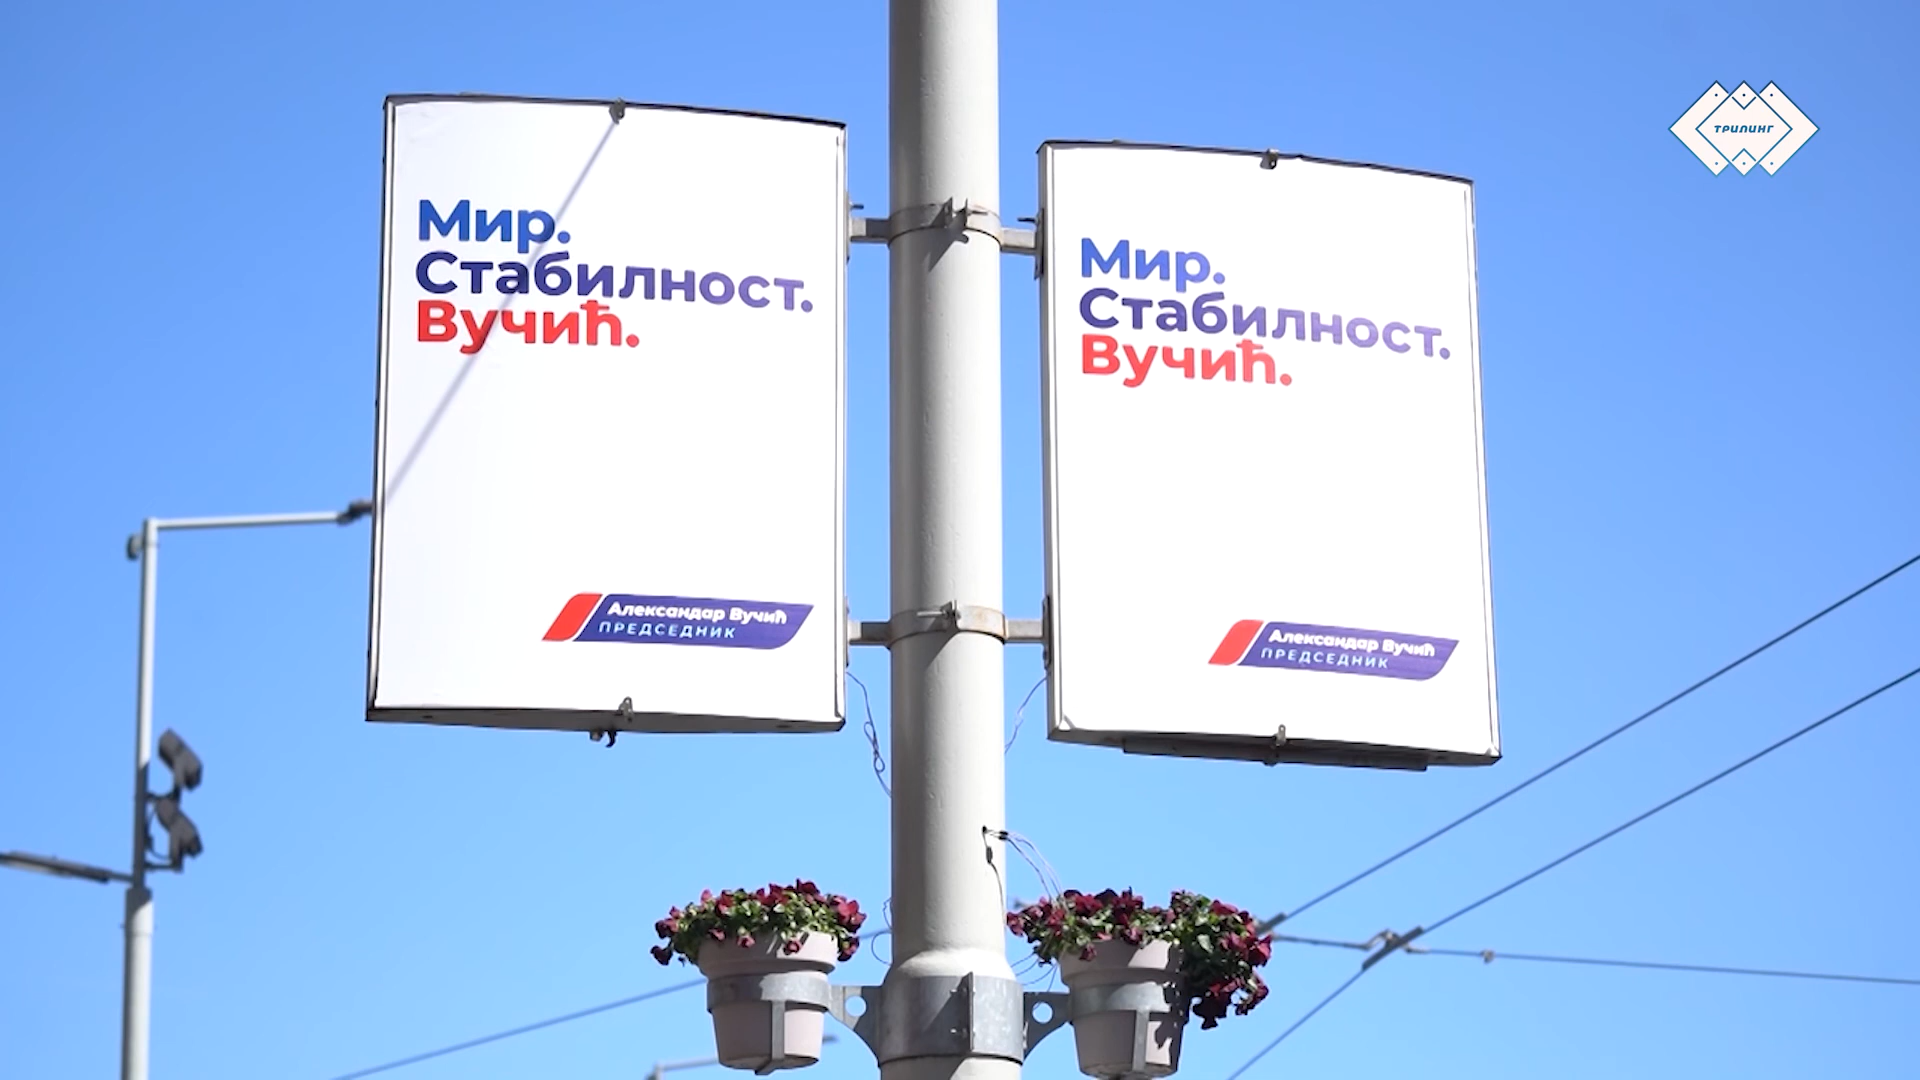 Мир.
Стабилност.
Вучић.
Александар Вучић
ПРЕДСЕДНИК
Мир.
Стабилност.
Вучић.
Александар Вучић
ПРЕДСЕДНИК
ТРИЛИНГ